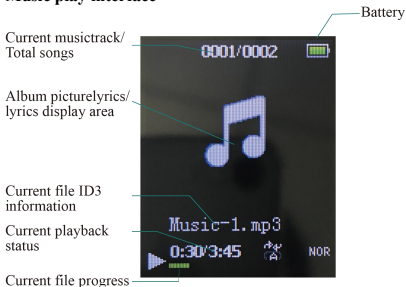 Music play interface
Battery
Current musictrack/
Total songs
0001/0002
Album picturelyrics/
lyrics display area
Current file ID3
information
Music-1.mp3
Current playback
status
0:30/3:45
A
NOR
Current file progress